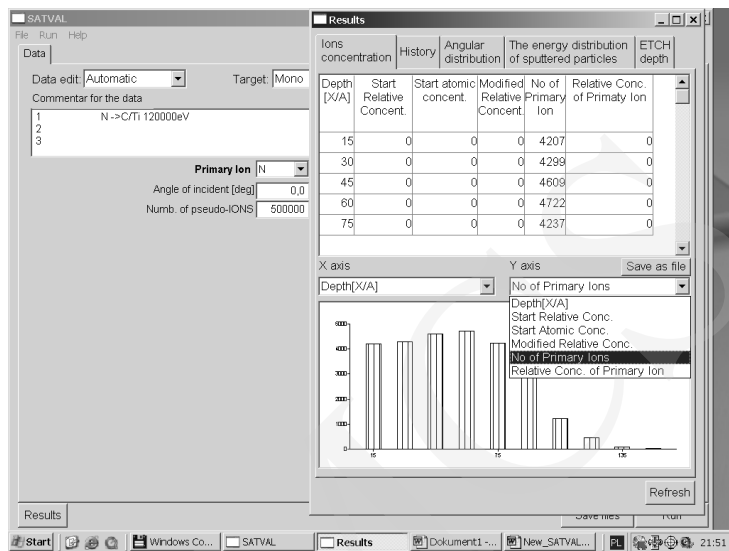 SATVAL
File Run Help
Data
Data edit: Automatic Target: Mono
Commentar for the data
1 N ->C/Ti 120000eV
2
3
Primary Ion N
Angle of incident [deg] 0,0
Numb. of pseudo-IONS 500000
Results
Results
Ions concentration History Angular distribution The energy distribution of sputtered particles ETCH depth
Depth [X/A] Start Relative Concent. Start atomic concent. Modified Relative Concent. No of Primary Ion Relative Conc. of Primaty Ion
15 0 0 0 4207 0
30 0 0 0 4299 0
45 0 0 0 4609 0
60 0 0 0 4722 0
75 0 0 0 4237 0
X axis Y axis Save as file
Depth[X/A] No of Primary Ions
Depth[X/A]
Start Relative Conc.
Start Atomic Conc.
Modified Relative Conc.
No of Primary Ions
Relative Conc. of Primary Ion
5000
4000
3000
2000
1000
0
15 75 135
Refresh
Save files Run
Start Windows Co... SATVAL Results Dokument1 -... New_SATVAL... PL 21:51